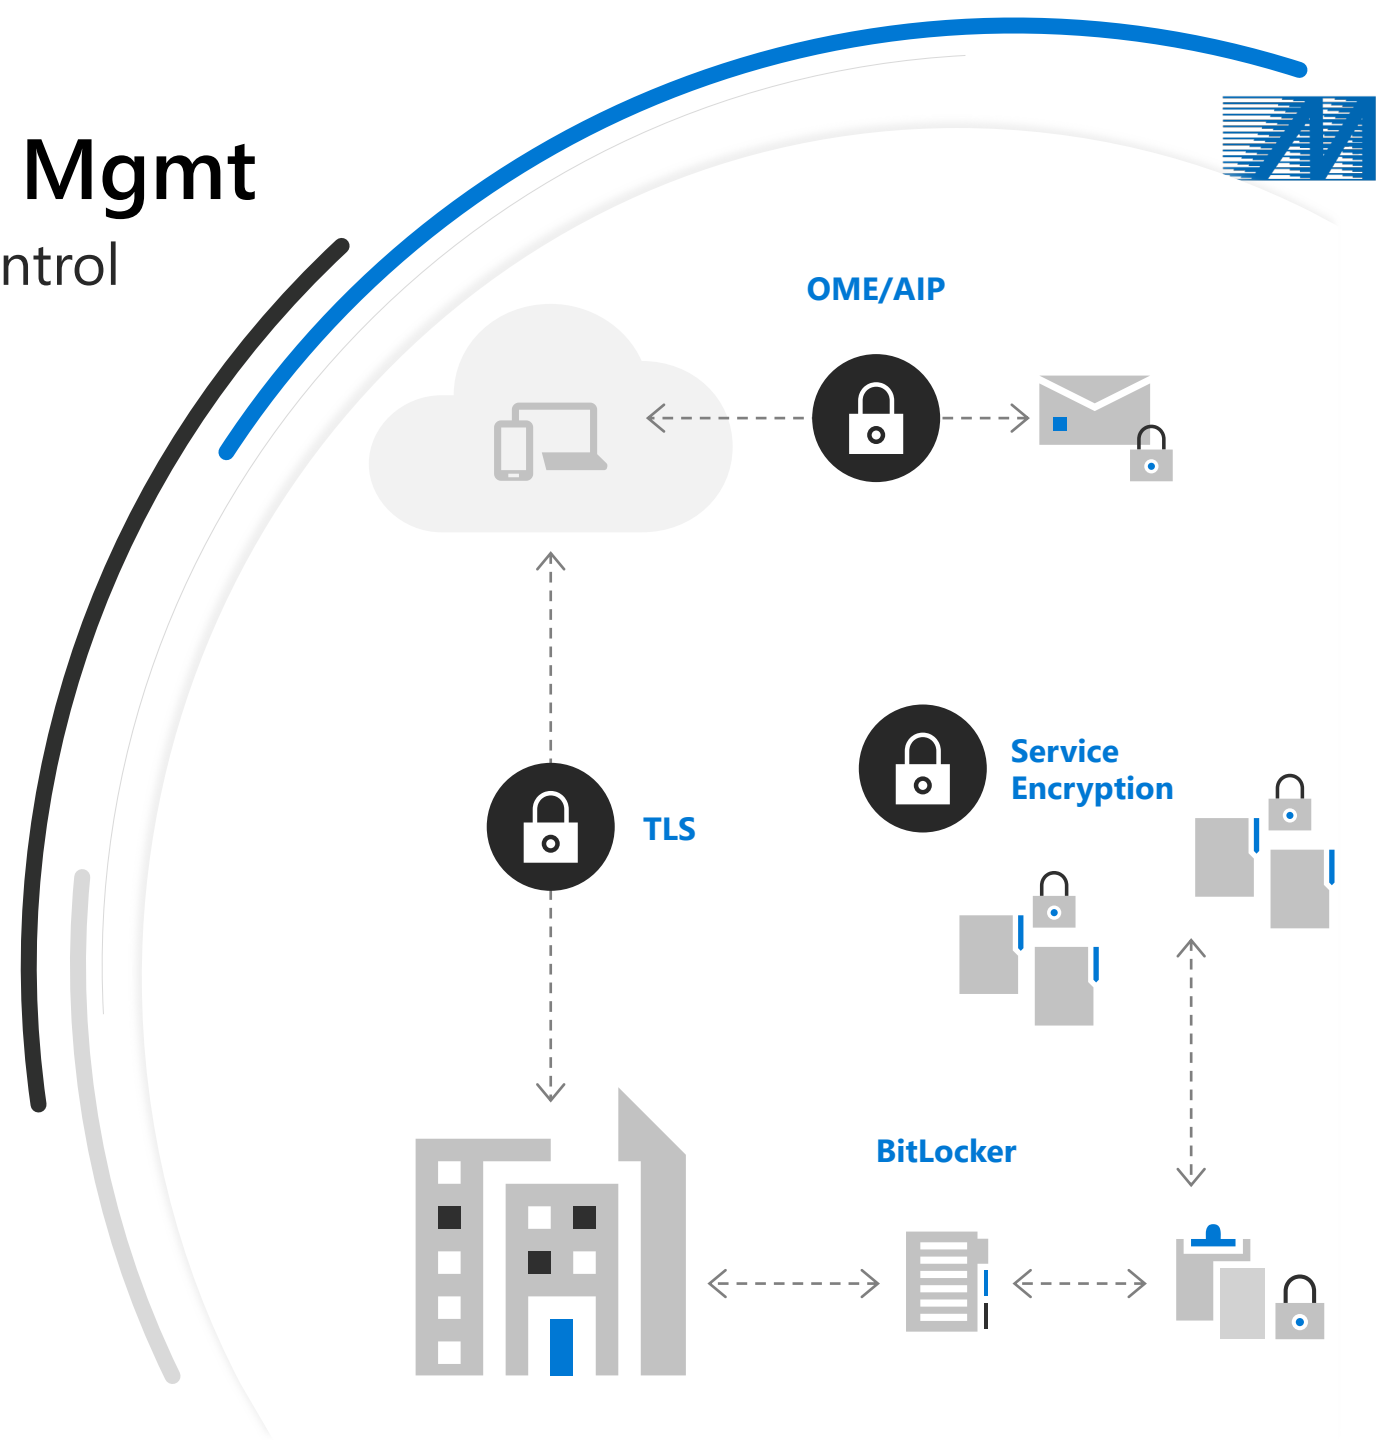 Mgmt
ntrol
OME/AIP
Service
Encryption
TLS
BitLocker